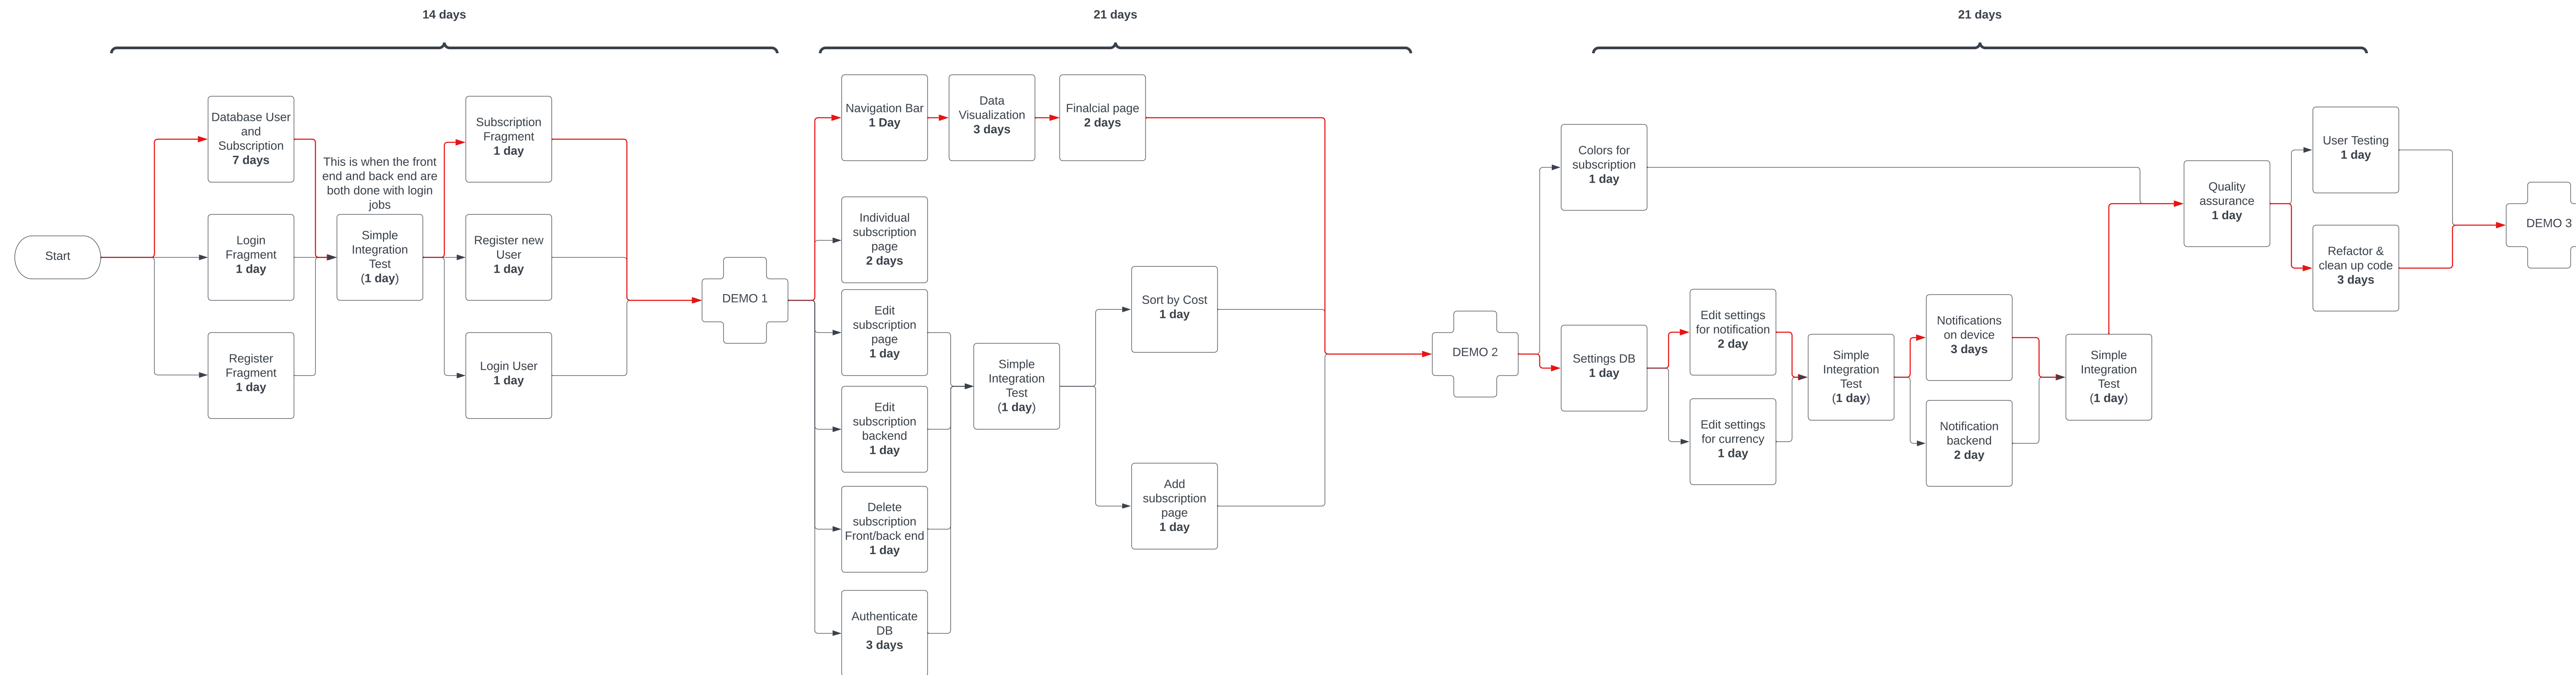 14 days
21 days
21 days
Start
Database User
and
Subscription
7 days
Login
Fragment
1 day
Register
Fragment
1 day
This is when the front
end and back end are
both done with login
jobs
Simple
Integration
Test
(1 day)
Subscription
Fragment
1 day
Register new
User
1 day
Login User
1 day
DEMO 1
Navigation Bar
1 Day
Data
Visualization
3 days
Finalcial page
2 days
Individual
subscription
page
2 days
Edit
subscription
page
1 day
Edit
subscription
backend
1 day
Delete
subscription
Front/back end
1 day
Authenticate
DB
3 days
Simple
Integration
Test
(1 day)
Sort by Cost
1 day
Add
subscription
page
1 day
DEMO 2
Colors for
subscription
1 day
Settings DB
1 day
Edit settings
for notification
2 day
Edit settings
for currency
1 day
Simple
Integration
Test
(1 day)
Notifications
on device
3 days
Notification
backend
2 day
Simple
Integration
Test
(1 day)
Quality
assurance
1 day
User Testing
1 day
Refactor &
clean up code
3 days
DEMO 3